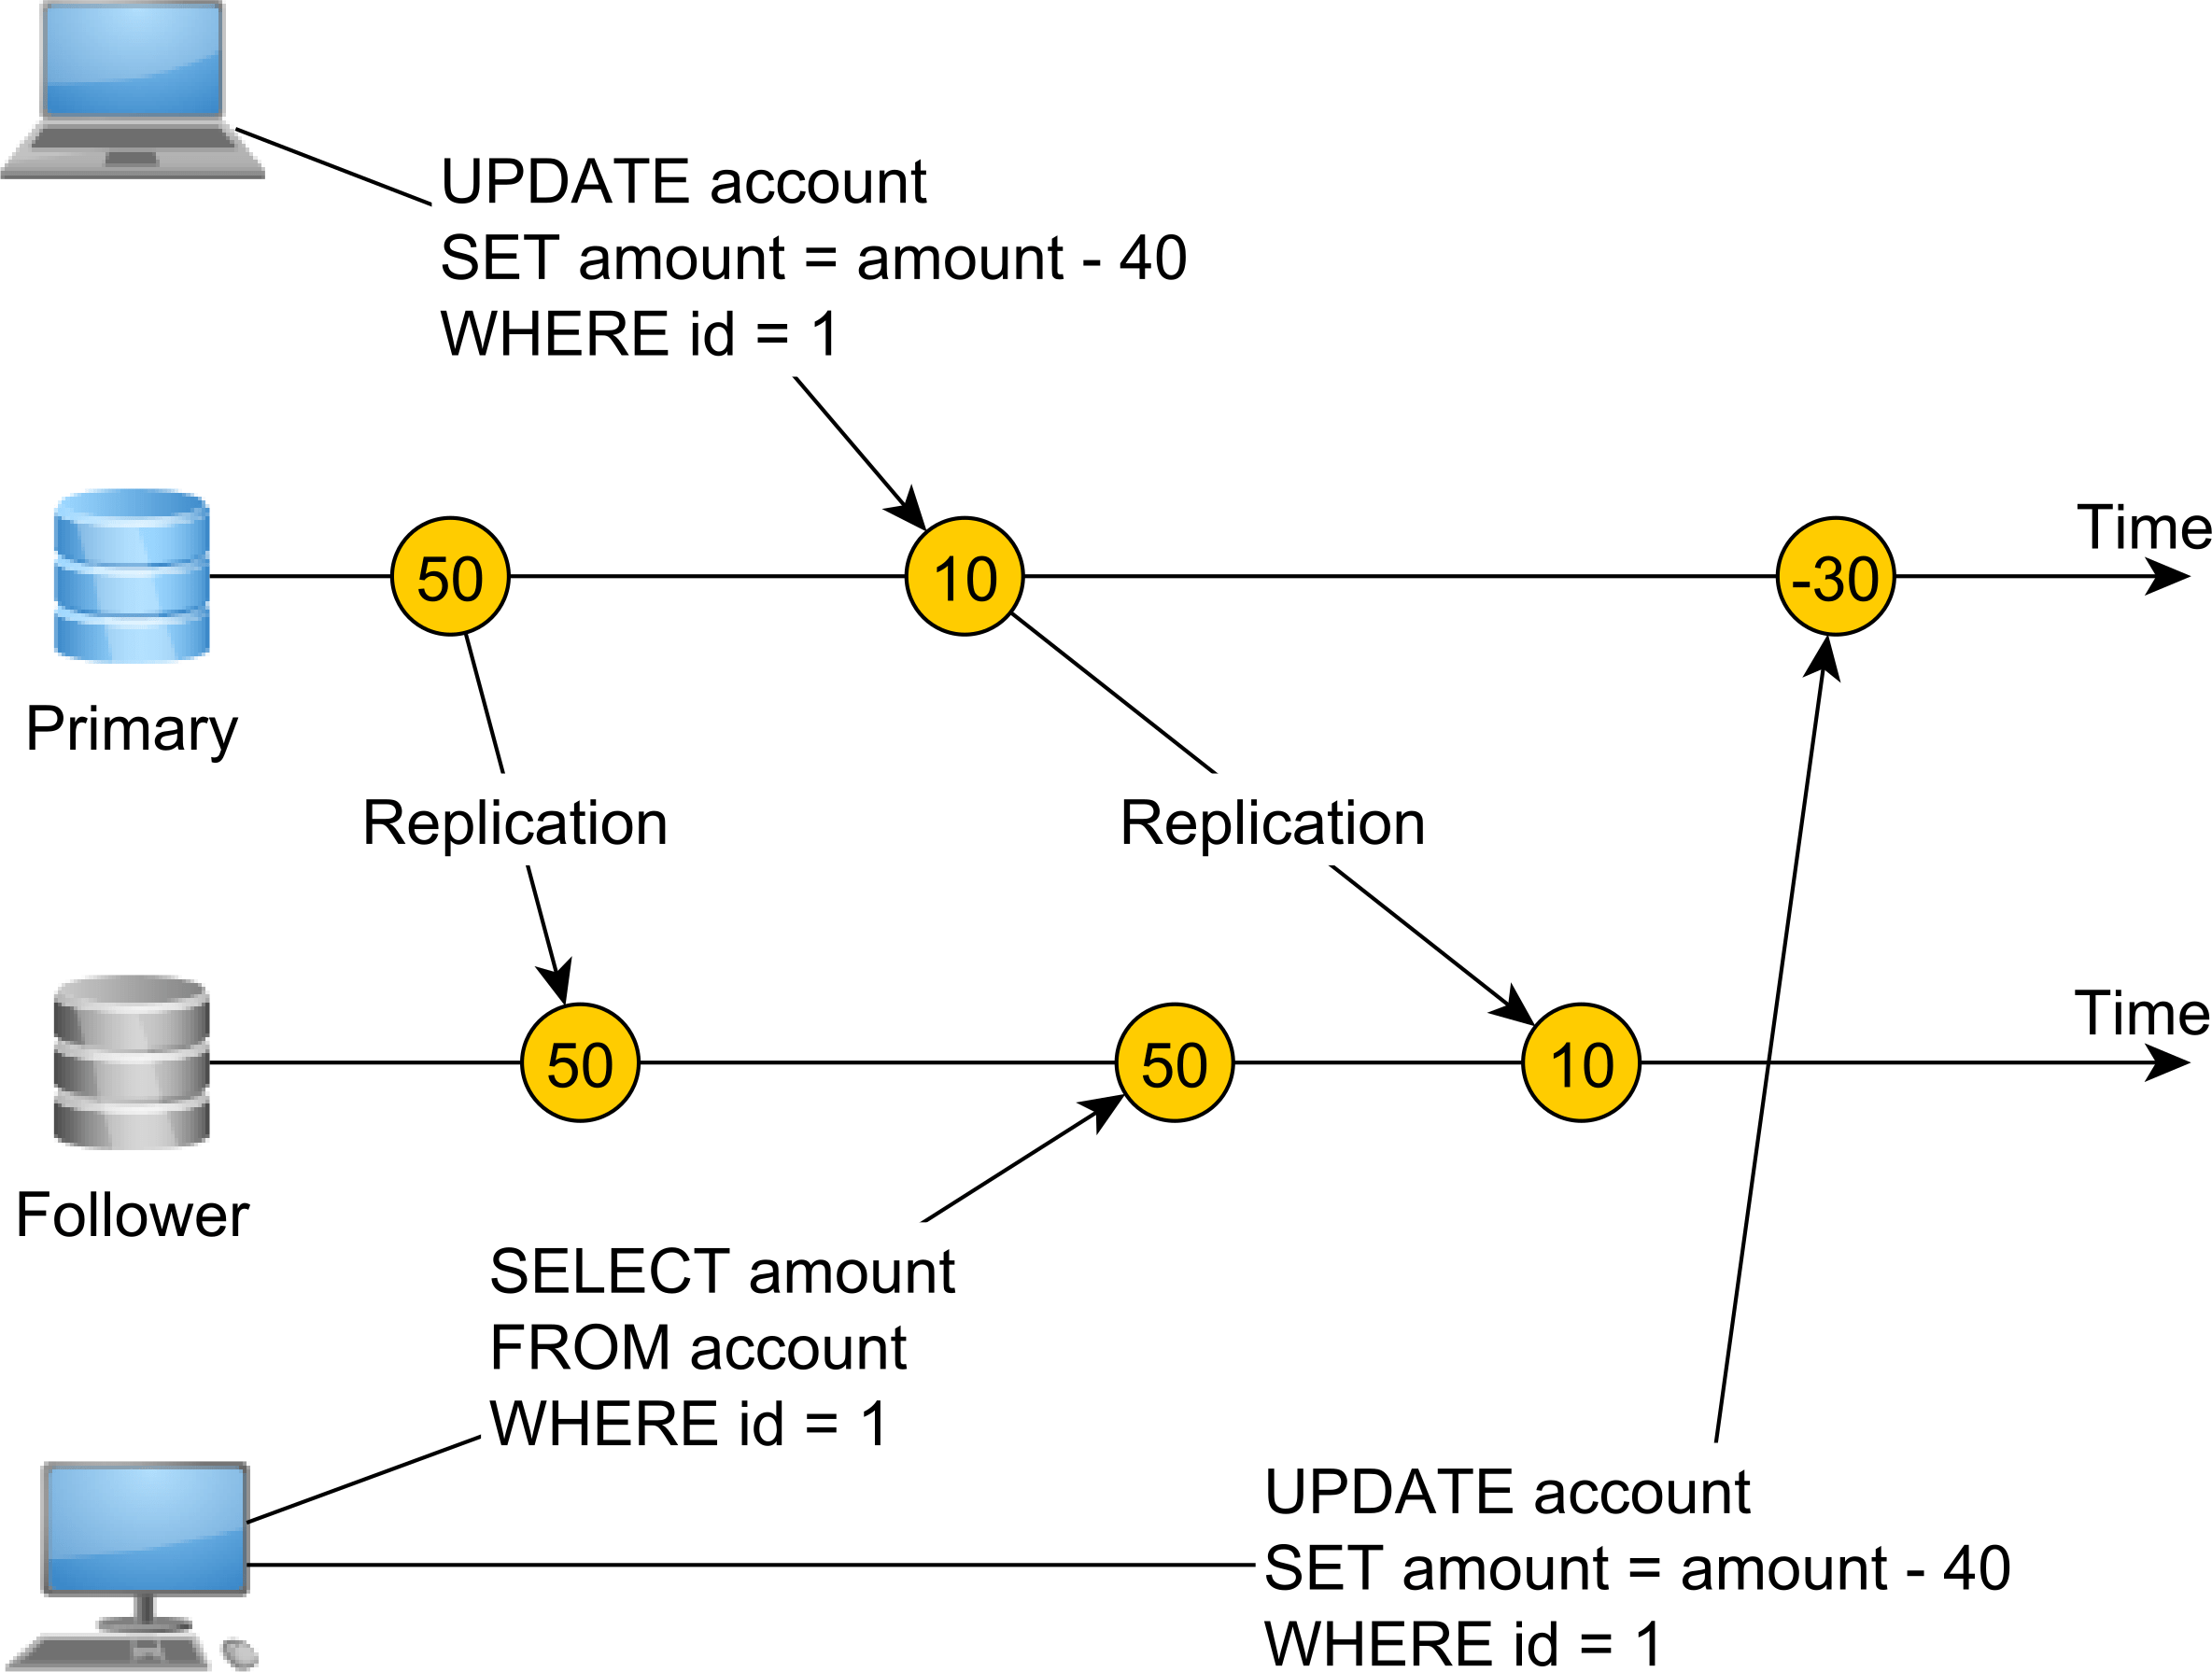 UPDATE account
SET amount = amount - 40
WHERE id = 1
Time
50
10
-30
Primary
Replication
Replication
Time
50
50
10
Follower
SELECT amount
FROM account
WHERE id = 1
UPDATE account
SET amount = amount - 40
WHERE id = 1